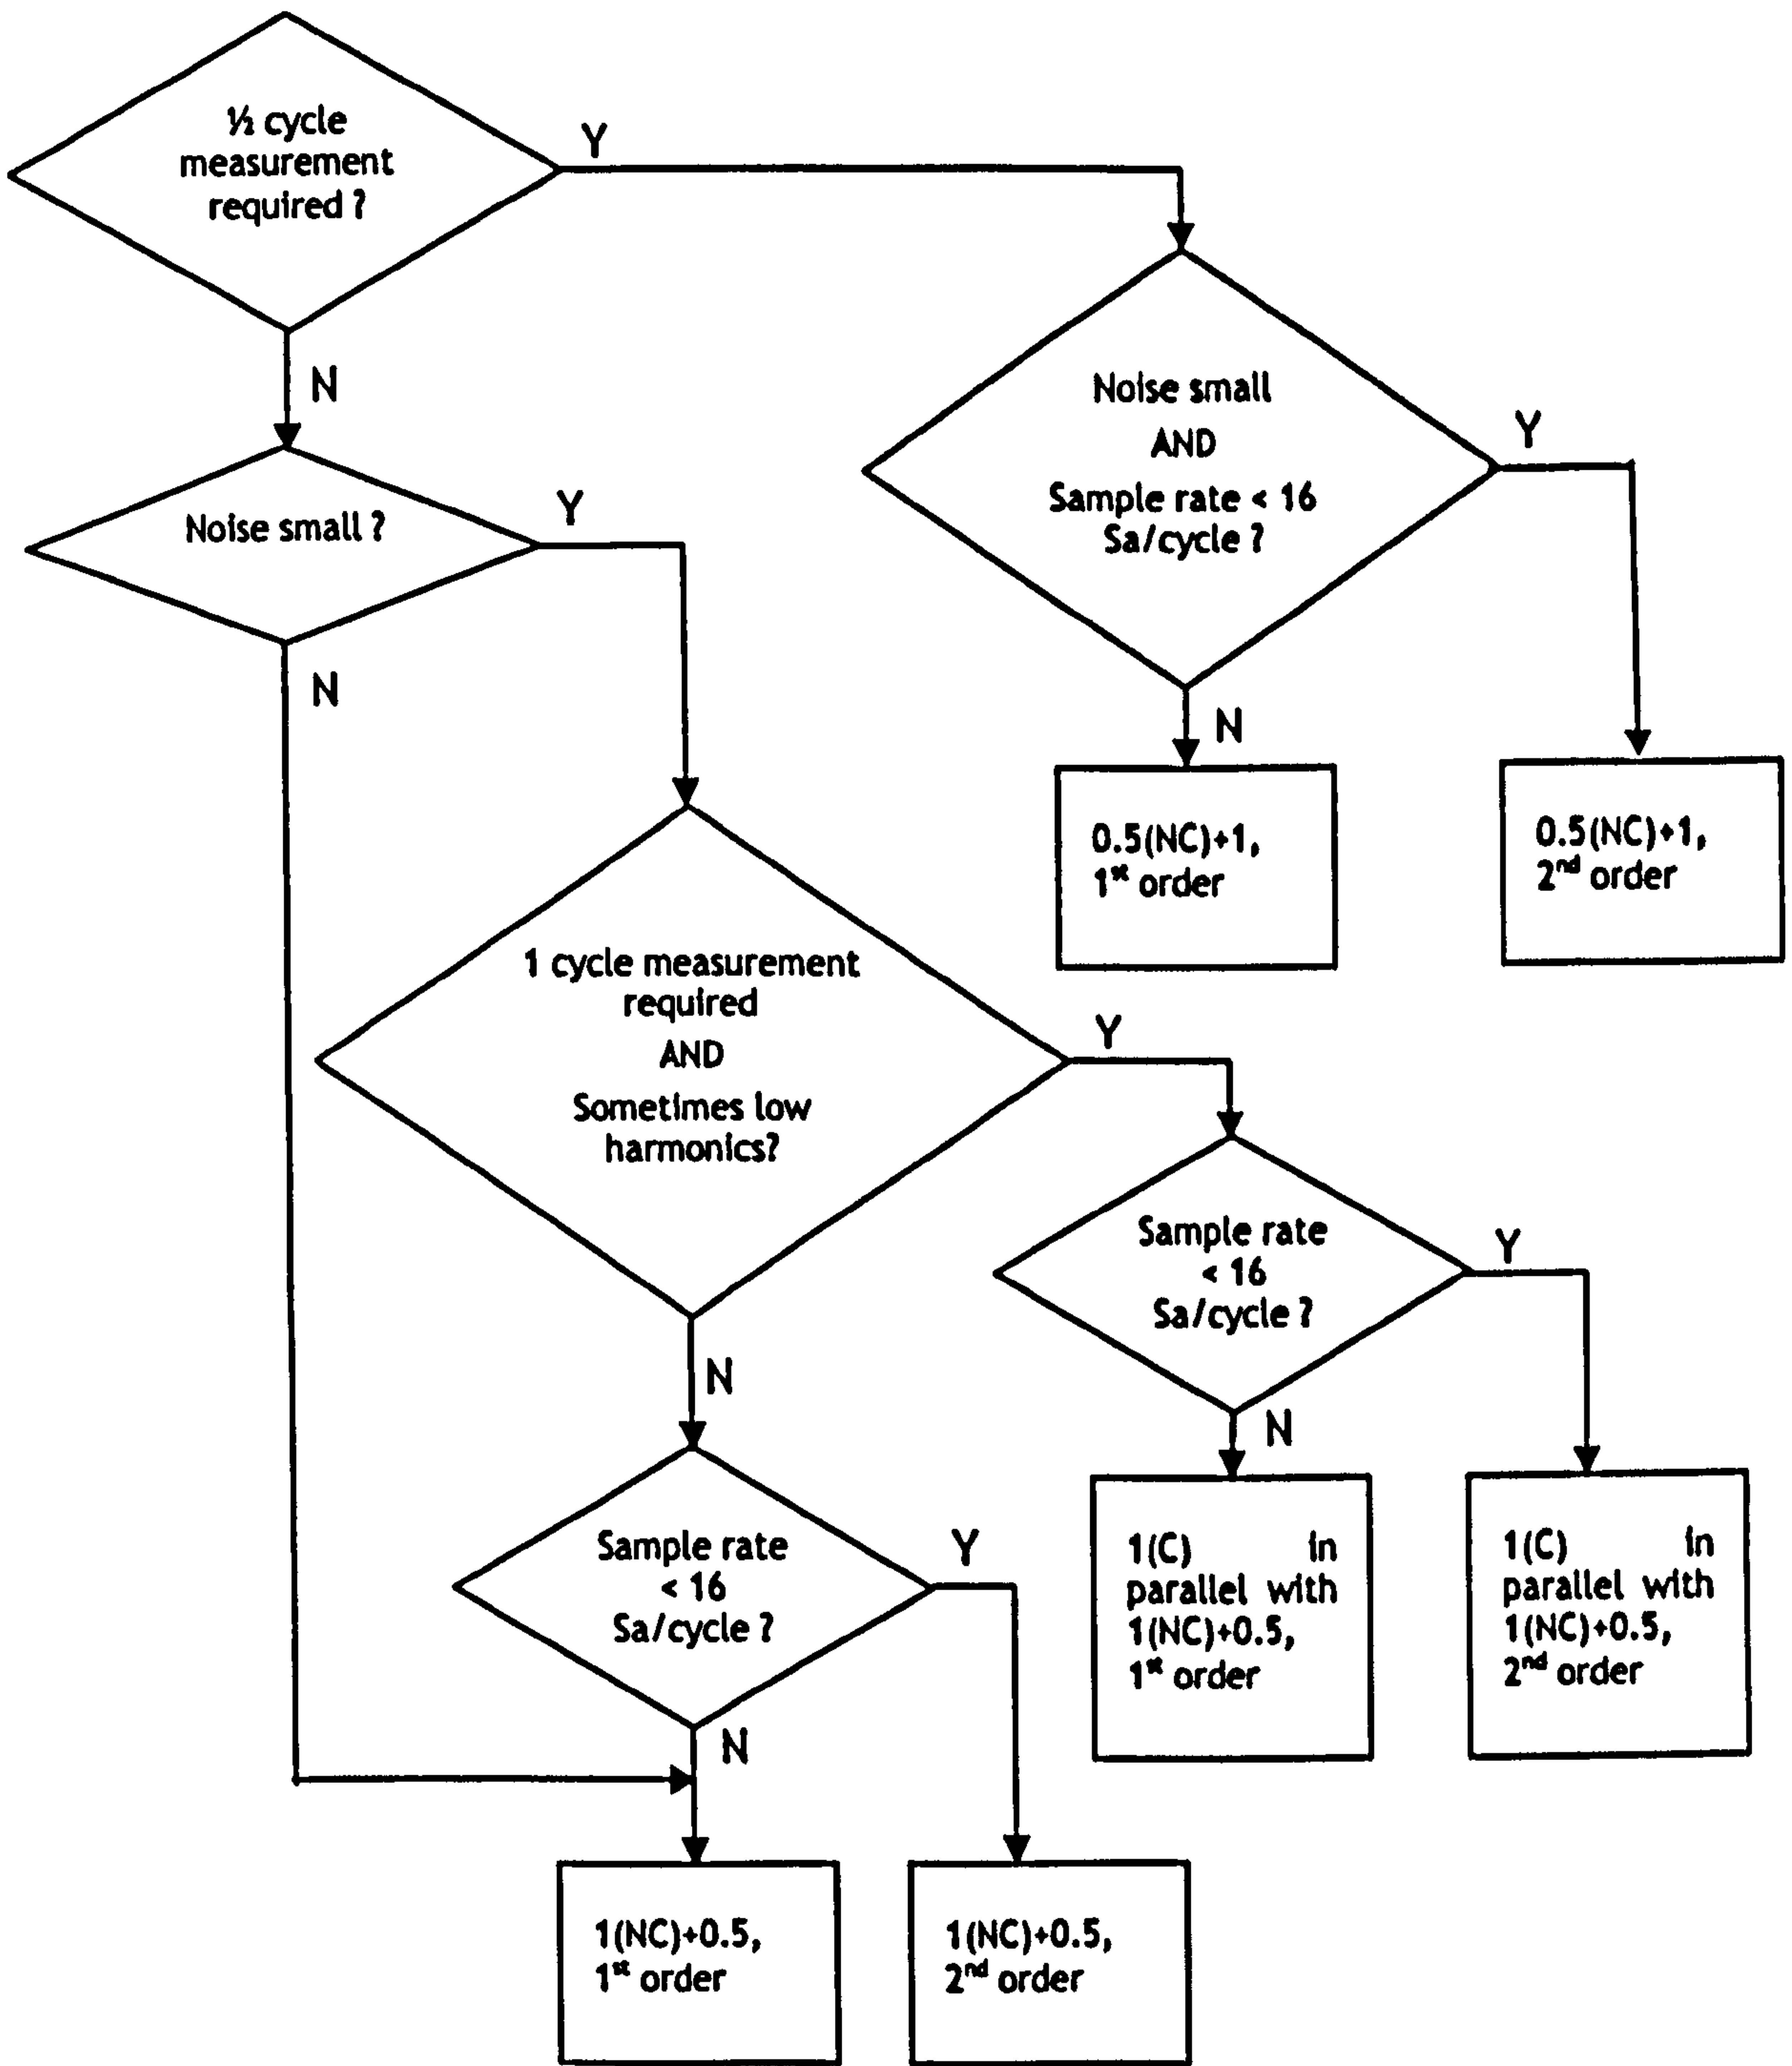 ½ cycle
measurement
required ?
Y
N
Noise small
AND
Sample rate < 16
Sa/cycle ?
Y
N
Noise small ?
Y
N
0.5(NC)+1,
1st order
0.5(NC)+1,
2nd order
1 cycle measurement
required
AND
Sometimes low
harmonics?
Y
N
Sample rate
< 16
Sa/cycle ?
Y
N
Sample rate
< 16
Sa/cycle ?
Y
N
1(C) in
parallel with
1(NC)+0.5,
1st order
1(C) in
parallel with
1(NC)+0.5,
2nd order
1(NC)+0.5,
1st order
1(NC)+0.5,
2nd order